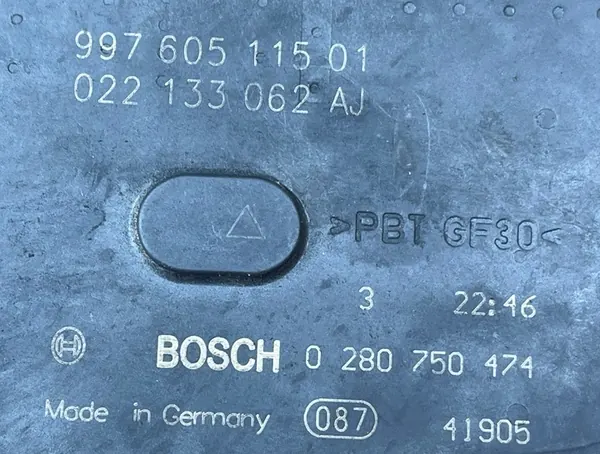 997 605 115 01
022 133 062 AJ
>PBT GF30<
3 22:46
BOSCH 0 280 750 474
Made in Germany 087 41905